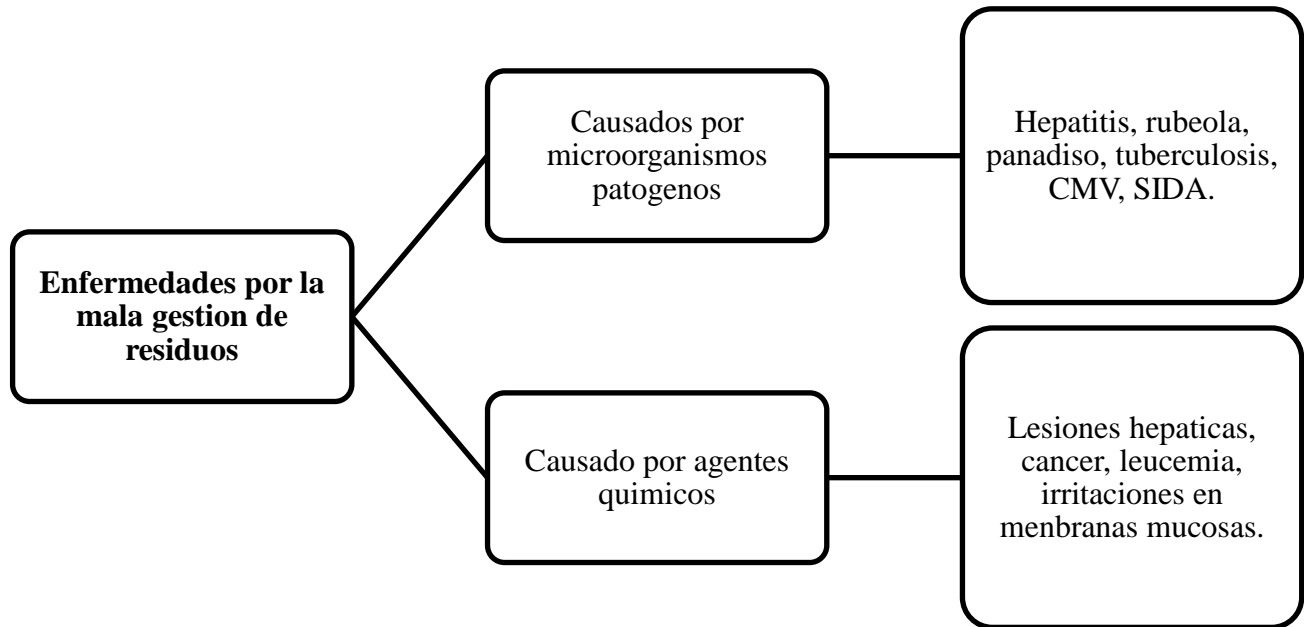 Enfermedades por la
mala gestion de
residuos
Causados por
microorganismos
patogenos
Hepatitis, rubeola,
panadiso, tuberculosis,
CMV, SIDA.
Causado por agentes
quimicos
Lesiones hepaticas,
cancer, leucemia,
irritaciones en
menbranas mucosas.